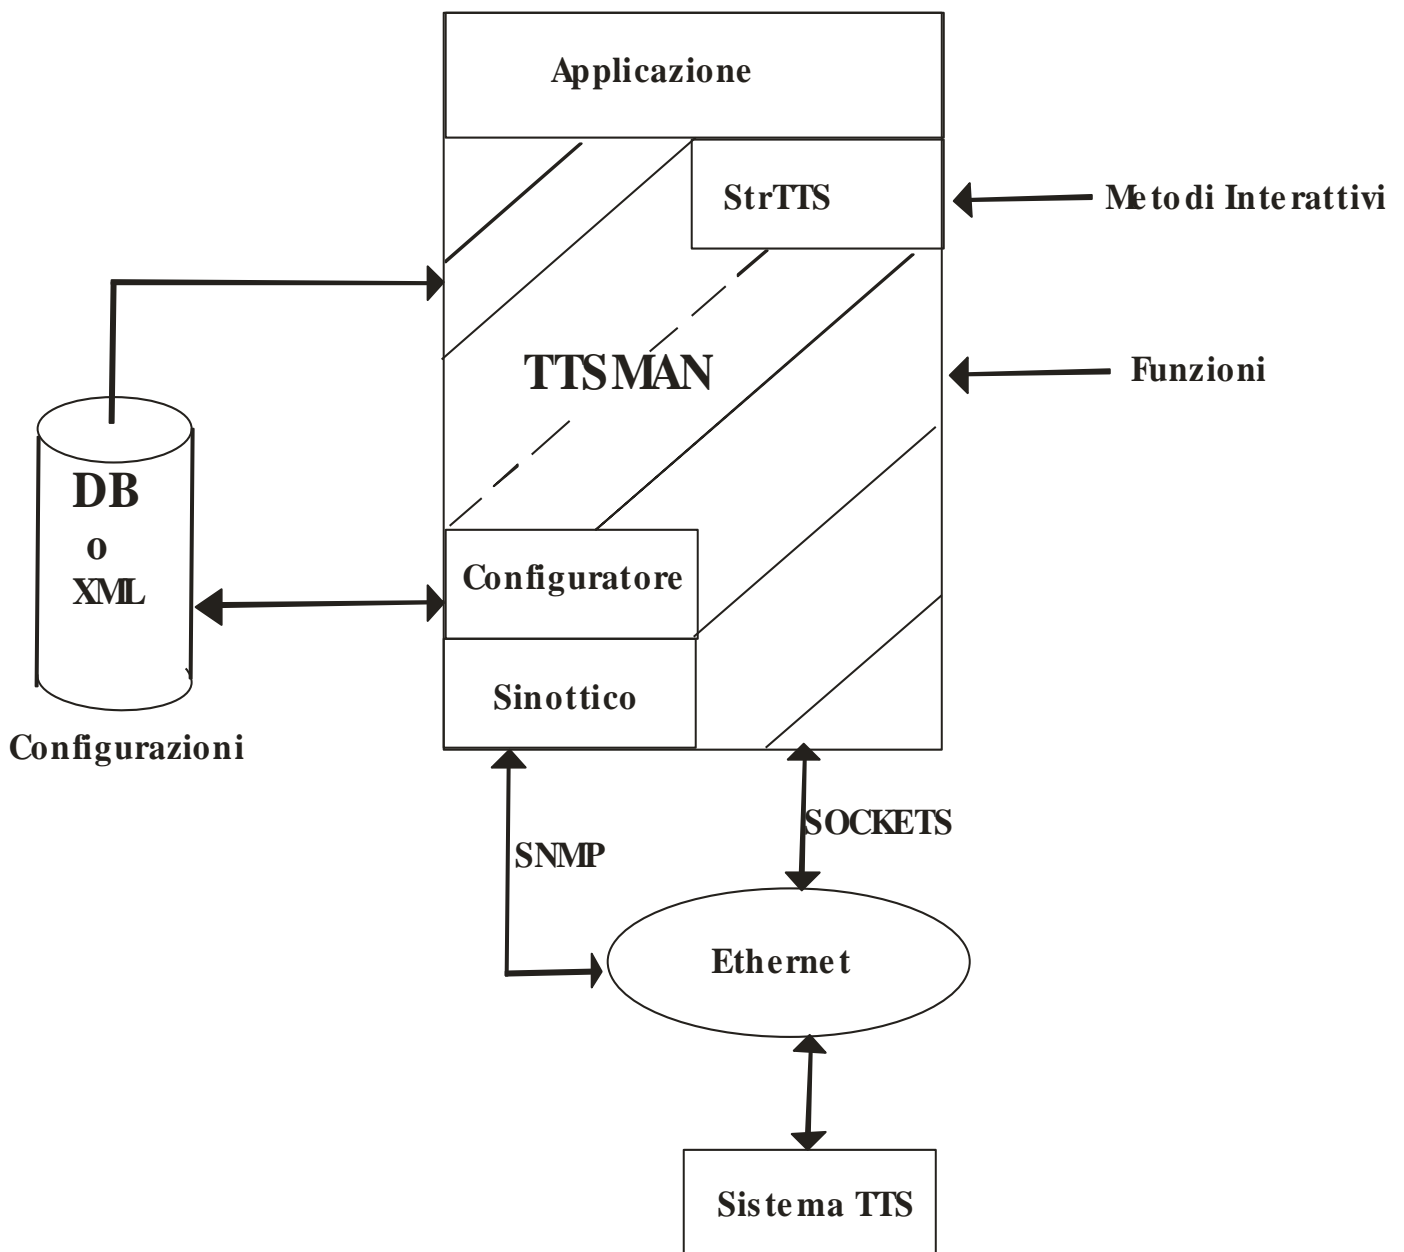 Applicazione
StrTTS
Metodi Interattivi
TTSMAN
Funzioni
DB
o
XML
Configuratore
Sinottico
Configurazioni
SOCKETS
SNMP
Ethernet
Sistema TTS